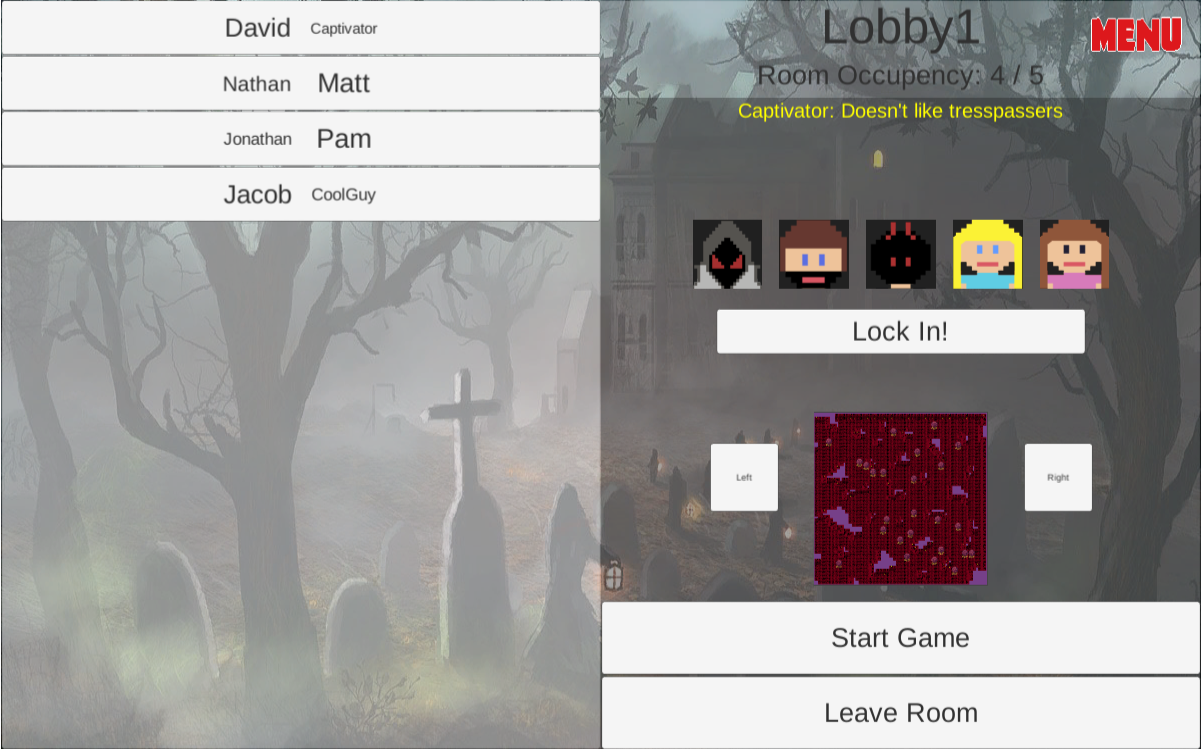 David Captivator
Nathan Matt
Jonathan Pam
Jacob CoolGuy
Lobby1
MENU
Room Occupency: 4 / 5
Captivator: Doesn't like tresspassers
Lock In!
Left
Right
Start Game
Leave Room